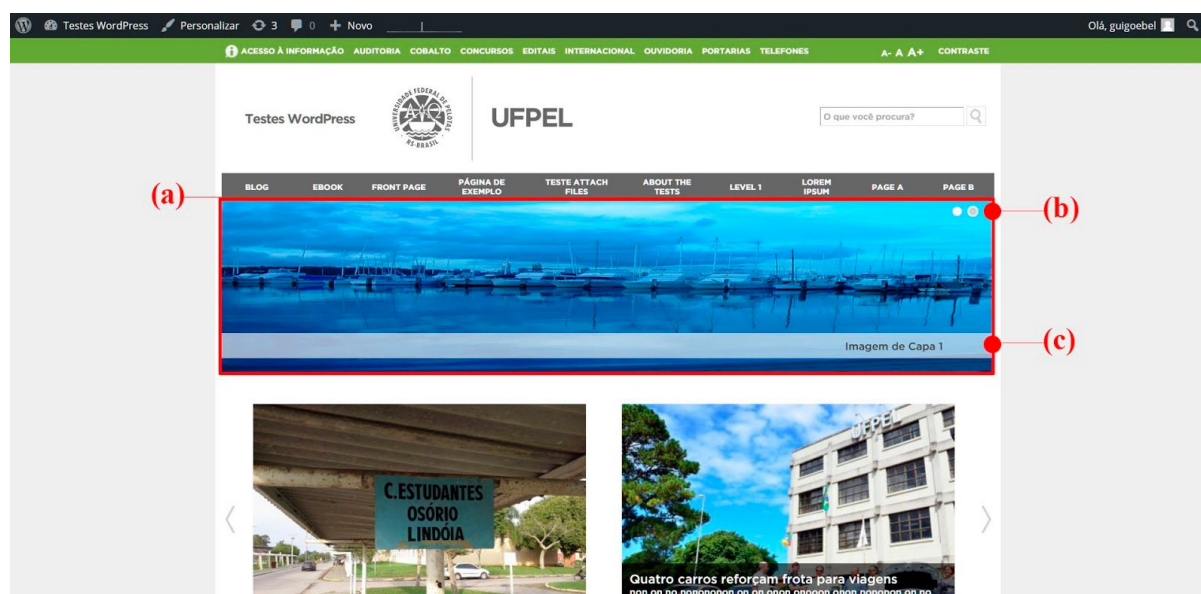 Testes WordPress Personalizar 3 0 + Novo Olá, guigoebel
ACESSO À INFORMAÇÃO AUDITORIA COBALTO CONCURSOS EDITAIS INTERNACIONAL OUVIDORIA PORTARIAS TELEFONES A- A A+ CONTRASTE
Testes WordPress
UNIVERSIDADE FEDERAL DE PELOTAS
RS-BRASIL
UFPEL
O que você procura?
BLOG
EBOOK
FRONT PAGE
PÁGINA DE
EXEMPLO
TESTE ATTACH
FILES
ABOUT THE
TESTS
LEVEL 1
LOREM
IPSUM
PAGE A
PAGE B
(a)
(b)
Imagem de Capa 1
(c)
C.ESTUDANTES
OSÓRIO
LINDÓIA
UFPEL
Quatro carros reforçam frota para viagens